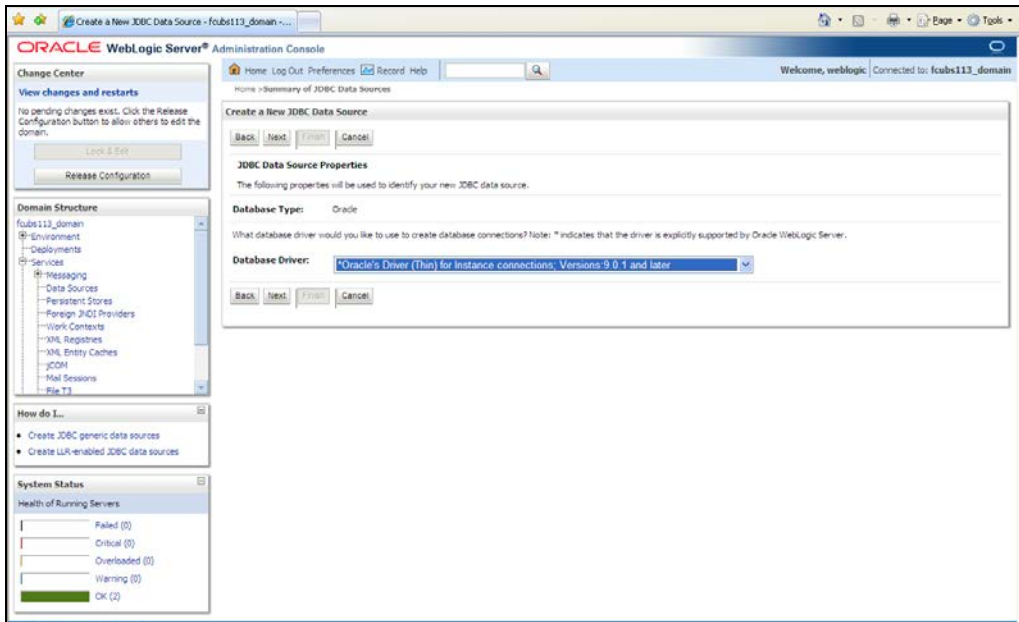 Create a New JDBC Data Source - fcubs113_domain -...
Page
Tools
ORACLE WebLogic Server® Administration Console
Change Center
View changes and restarts
No pending changes exist. Click the Release
Configuration button to allow others to edit the
domain.
Lock & Edit
Release Configuration
Domain Structure
fcubs113_domain
Environment
Deployments
Services
Messaging
Data Sources
Persistent Stores
Foreign JNDI Providers
Work Contexts
XML Registries
XML Entity Caches
jCOM
Mail Sessions
File T3
How do I...
Create JDBC generic data sources
Create LLR-enabled JDBC data sources
System Status
Health of Running Servers
Failed (0)
Critical (0)
Overloaded (0)
Warning (0)
OK (2)
Home Log Out Preferences Record Help
Welcome, weblogic Connected to: fcubs113_domain
Home >Summary of JDBC Data Sources
Create a New JDBC Data Source
Back Next Finish Cancel
JDBC Data Source Properties
The following properties will be used to identify your new JDBC data source.
Database Type: Oracle
What database driver would you like to use to create database connections? Note: * indicates that the driver is explicitly supported by Oracle WebLogic Server.
Database Driver: *Oracle's Driver (Thin) for Instance connections; Versions:9.0.1 and later
Back Next Finish Cancel